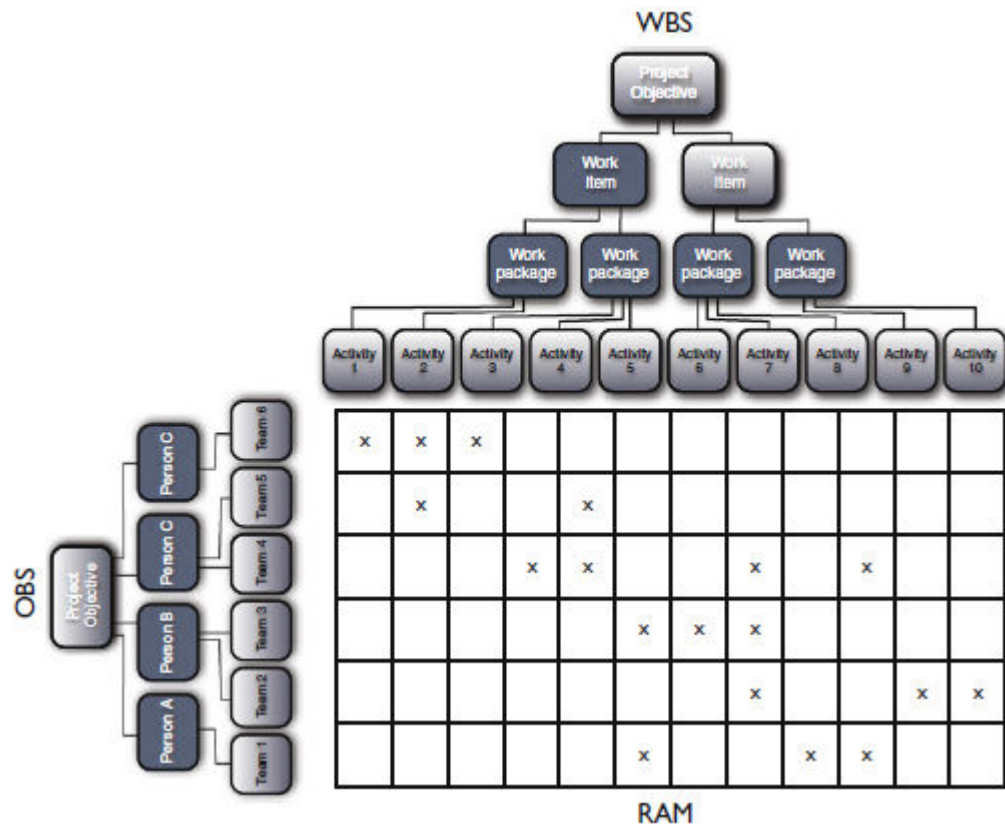 WBS
Project
Objective
Work
Item
Work
Item
Work
package
Work
package
Work
package
Work
package
Activity
1
Activity
2
Activity
3
Activity
4
Activity
5
Activity
6
Activity
7
Activity
8
Activity
9
Activity
10
OBS
Project
Objective
Person C
Person C
Person B
Person A
Team 6
Team 5
Team 4
Team 3
Team 2
Team 1
x x x
x x
x x x x
x x x
x x x
x x x
RAM